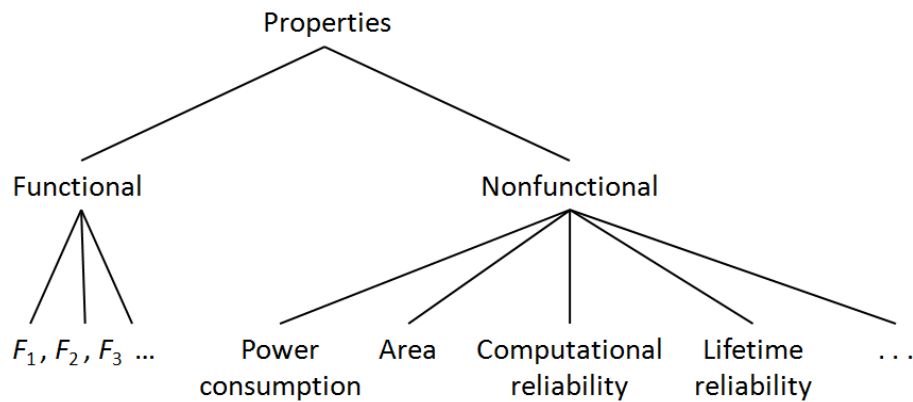 Properties
Functional
Nonfunctional
F₁, F₂, F₃ ...
Power
consumption
Area
Computational
reliability
Lifetime
reliability
...